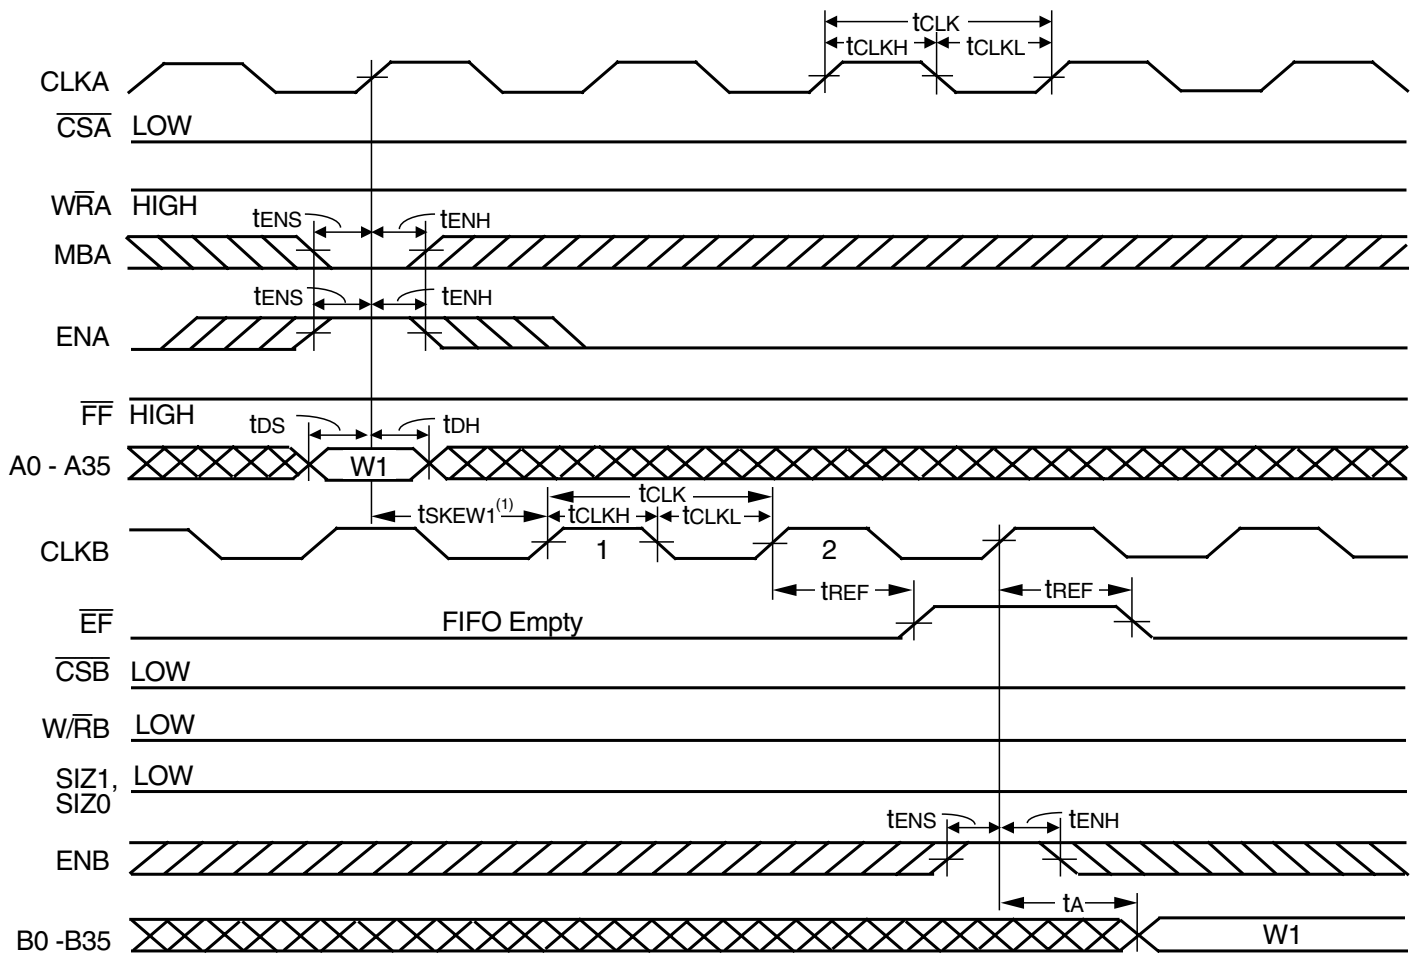 tCLK
tCLKH tCLKL
CLKA
CSA LOW
WRA HIGH
tENS tENH
MBA
tENS tENH
ENA
FF HIGH
tDS tDH
A0 - A35 W1
tCLK
tSKEW1(1) tCLKH tCLKL
CLKB 1 2
tREF tREF
EF FIFO Empty
CSB LOW
W/RB LOW
SIZ1, LOW
SIZ0
tENS tENH
ENB
tA
B0 -B35 W1